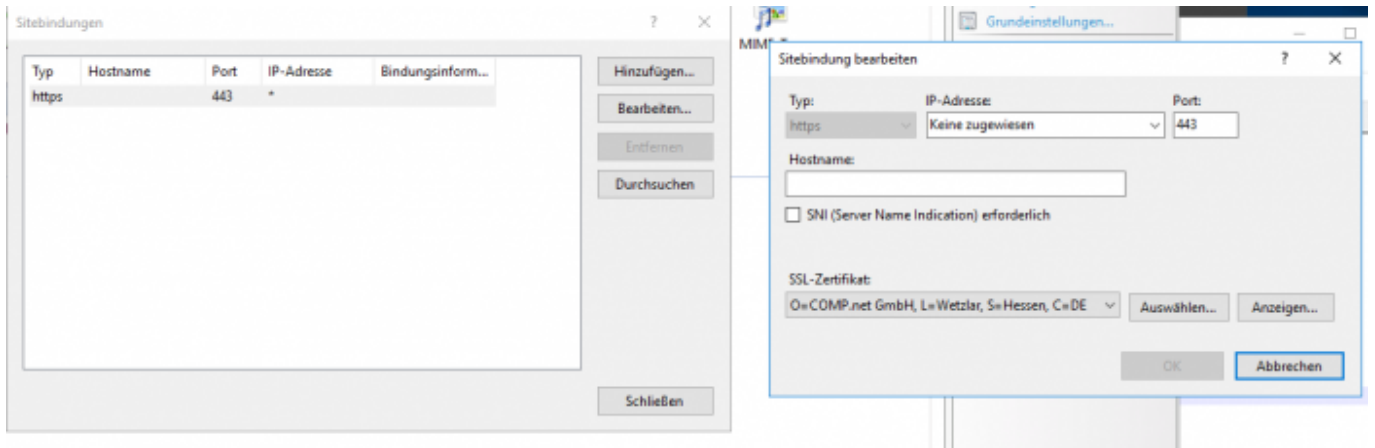 Sitebindungen
Typ Hostname Port IP-Adresse Bindungsinform...
https 443 *
Hinzufügen...
Bearbeiten...
Entfernen
Durchsuchen
Schließen
Grundeinstellungen...
Sitebindung bearbeiten
Typ: IP-Adresse: Port:
https Keine zugewiesen 443
Hostname:
SNI (Server Name Indication) erforderlich
SSL-Zertifikat:
O=COMP.net GmbH, L=Wetzlar, S=Hessen, C=DE Auswählen... Anzeigen...
OK Abbrechen